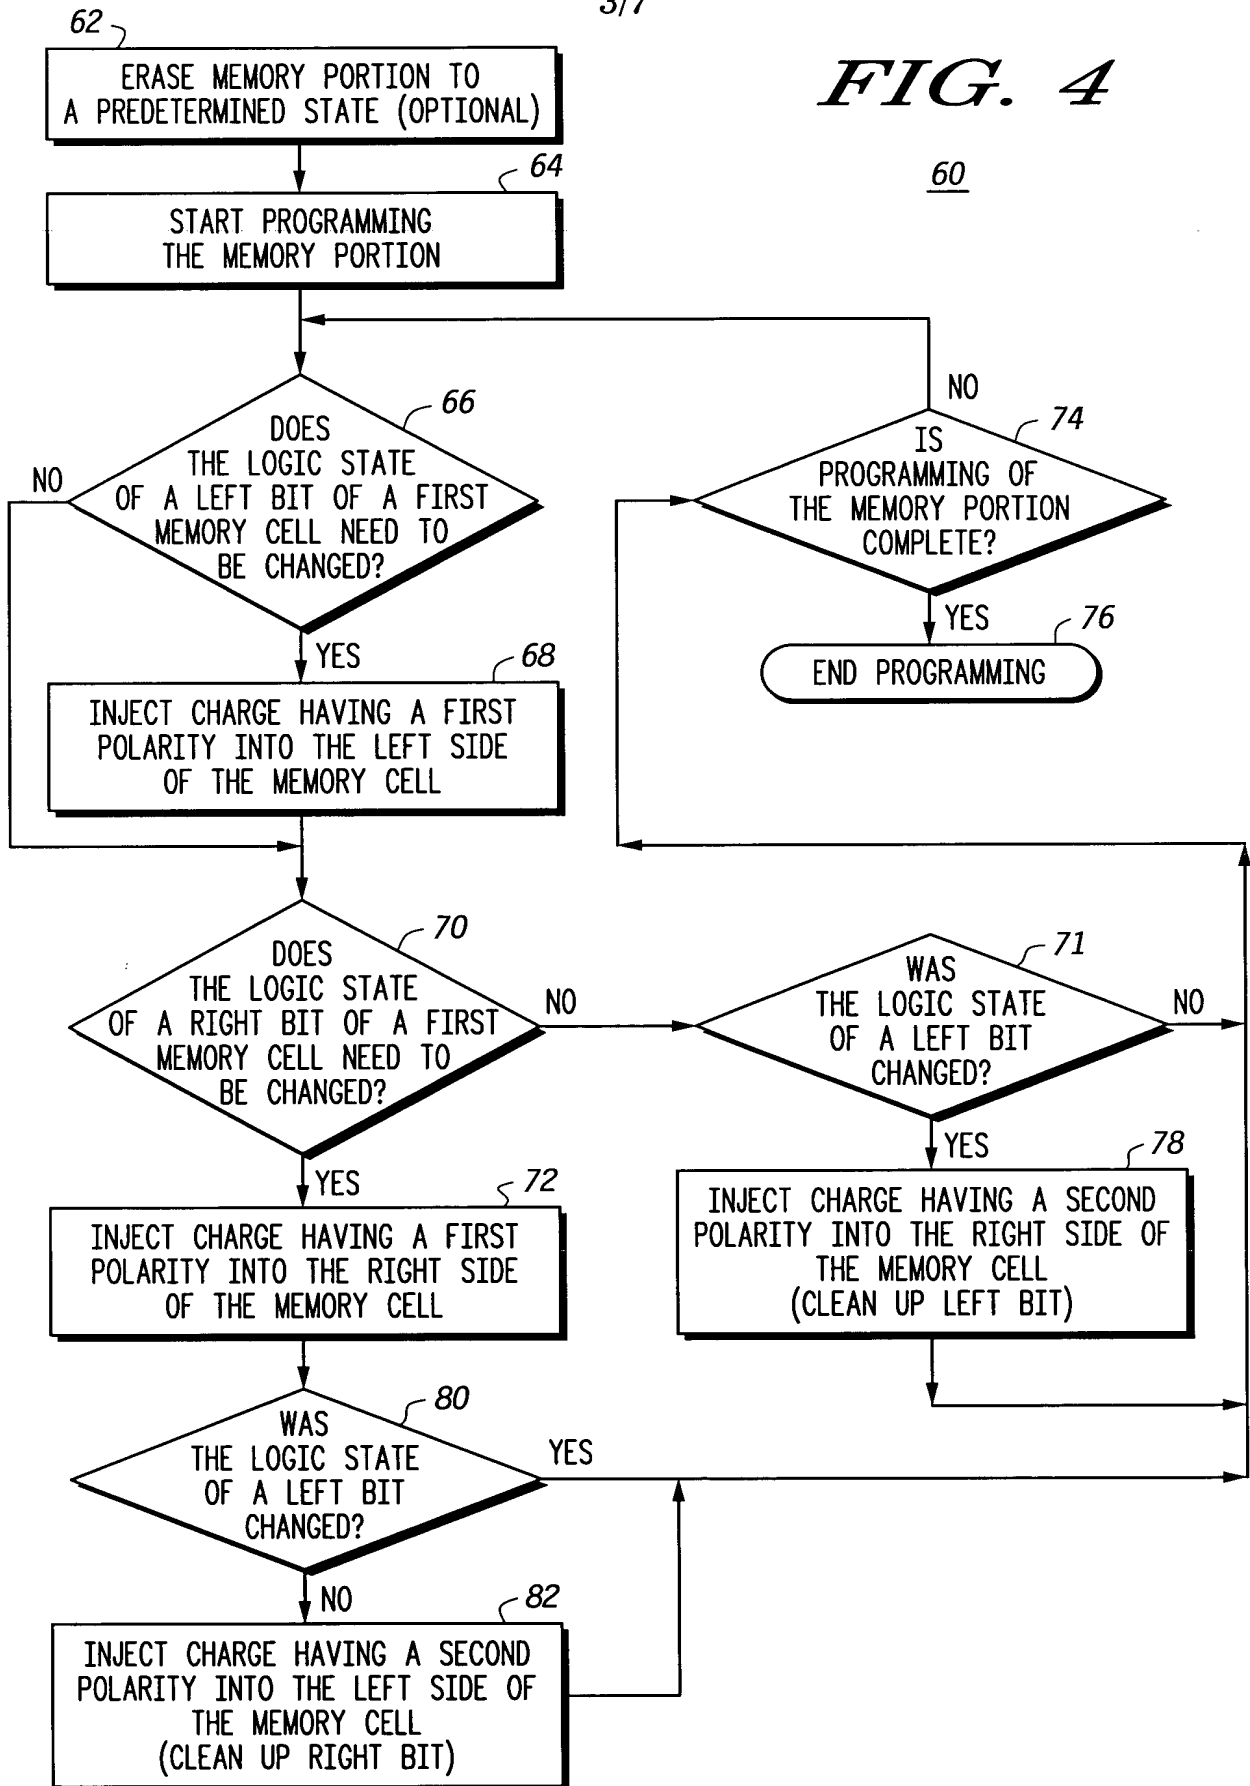 3/7
FIG. 4
60
62
ERASE MEMORY PORTION TO
A PREDETERMINED STATE (OPTIONAL)
64
START PROGRAMMING
THE MEMORY PORTION
66
DOES
THE LOGIC STATE
OF A LEFT BIT OF A FIRST
MEMORY CELL NEED TO
BE CHANGED?
NO
YES
68
INJECT CHARGE HAVING A FIRST
POLARITY INTO THE LEFT SIDE
OF THE MEMORY CELL
NO
74
IS
PROGRAMMING OF
THE MEMORY PORTION
COMPLETE?
YES
76
END PROGRAMMING
70
DOES
THE LOGIC STATE
OF A RIGHT BIT OF A FIRST
MEMORY CELL NEED TO
BE CHANGED?
NO
YES
71
WAS
THE LOGIC STATE
OF A LEFT BIT
CHANGED?
NO
YES
72
INJECT CHARGE HAVING A FIRST
POLARITY INTO THE RIGHT SIDE
OF THE MEMORY CELL
78
INJECT CHARGE HAVING A SECOND
POLARITY INTO THE RIGHT SIDE OF
THE MEMORY CELL
(CLEAN UP LEFT BIT)
80
WAS
THE LOGIC STATE
OF A LEFT BIT
CHANGED?
YES
NO
82
INJECT CHARGE HAVING A SECOND
POLARITY INTO THE LEFT SIDE OF
THE MEMORY CELL
(CLEAN UP RIGHT BIT)